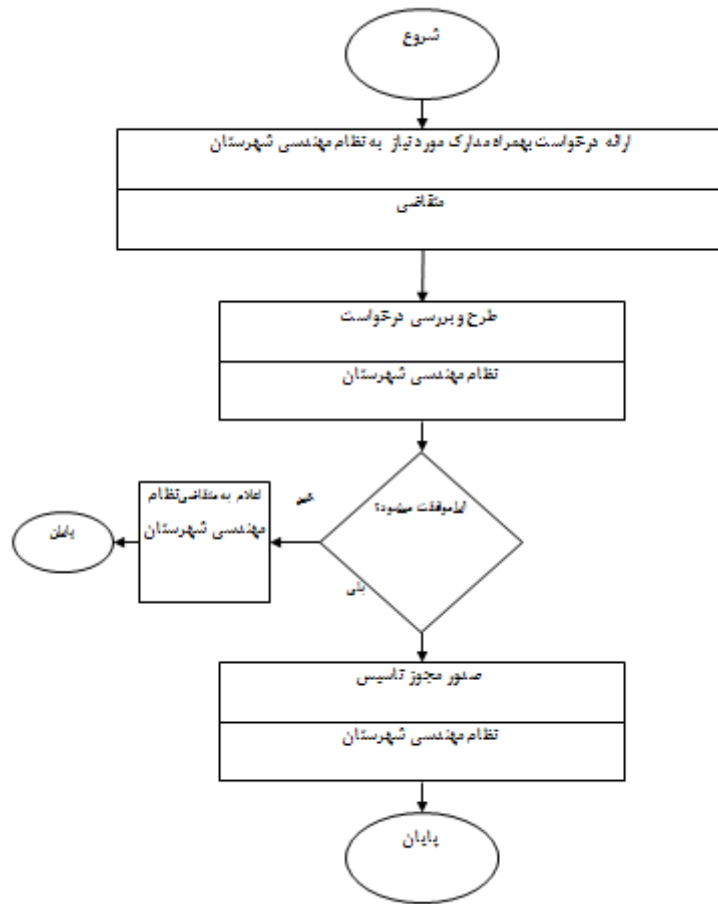 شروع
ارائه درخواست بهمراه مدارک مورد نیاز به نظام مهندسی شهرستان
متقاضی
طرح و بررسی درخواست
نظام مهندسی شهرستان
ایا موافقت میشود؟
خیر
اعلام به متقاضی نظام
مهندسی شهرستان
پایان
بلی
صدور مجوز تاسیس
نظام مهندسی شهرستان
پایان